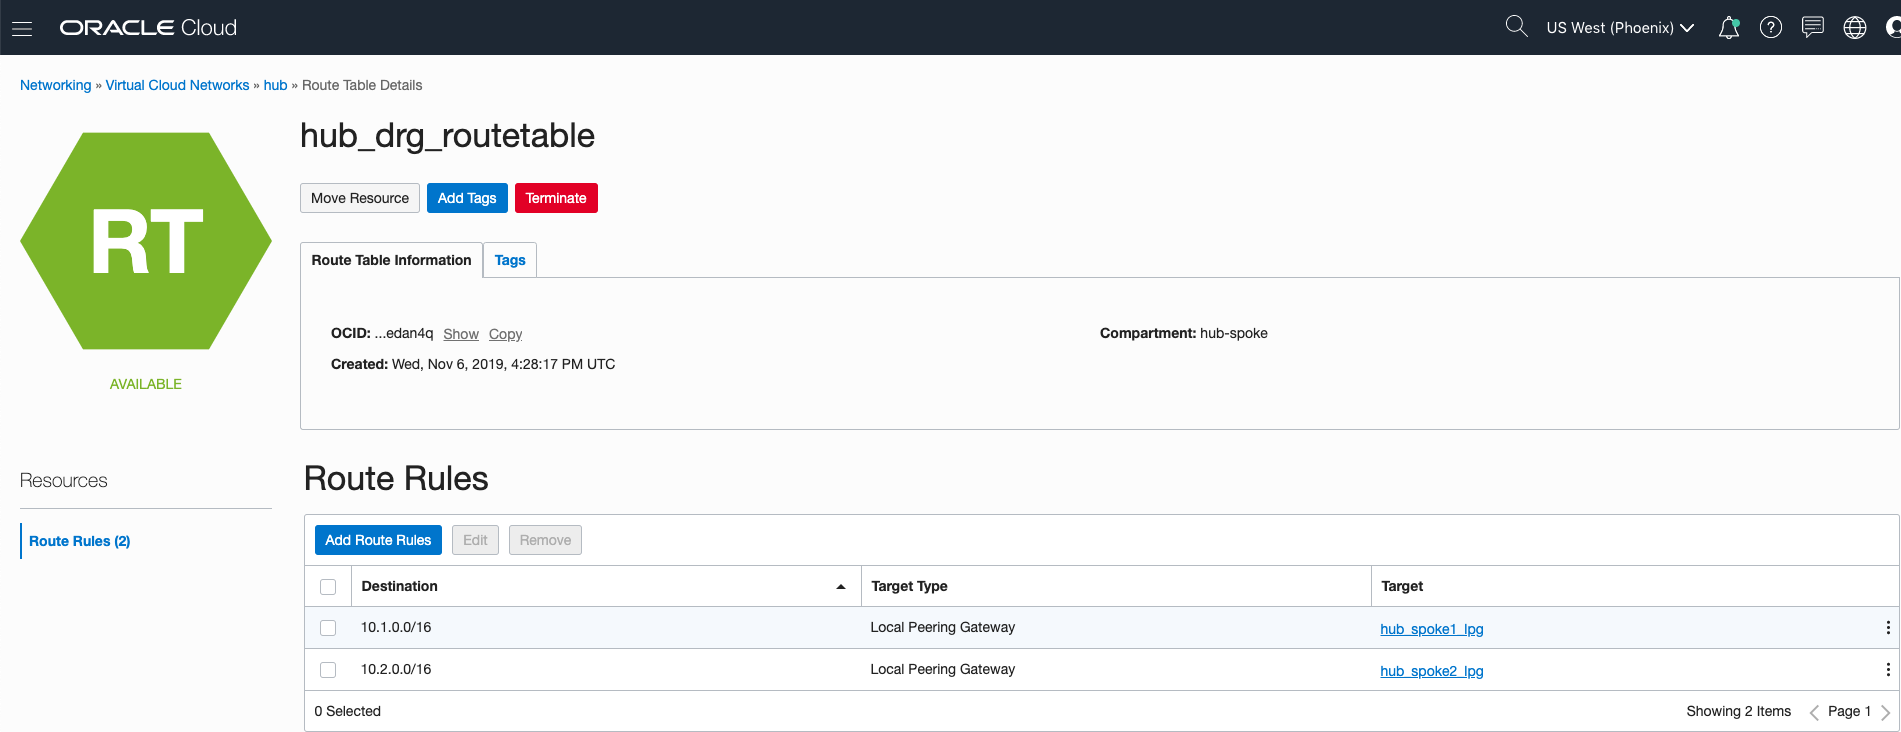 ORACLE Cloud
US West (Phoenix)
Networking » Virtual Cloud Networks » hub » Route Table Details
hub_drg_routetable
RT
AVAILABLE
Move Resource Add Tags Terminate
Route Table Information Tags
OCID: ...edan4q Show Copy
Compartment: hub-spoke
Created: Wed, Nov 6, 2019, 4:28:17 PM UTC
Resources
Route Rules (2)
Route Rules
Add Route Rules Edit Remove
Destination Target Type Target
10.1.0.0/16 Local Peering Gateway hub_spoke1_lpg
10.2.0.0/16 Local Peering Gateway hub_spoke2_lpg
0 Selected Showing 2 Items Page 1